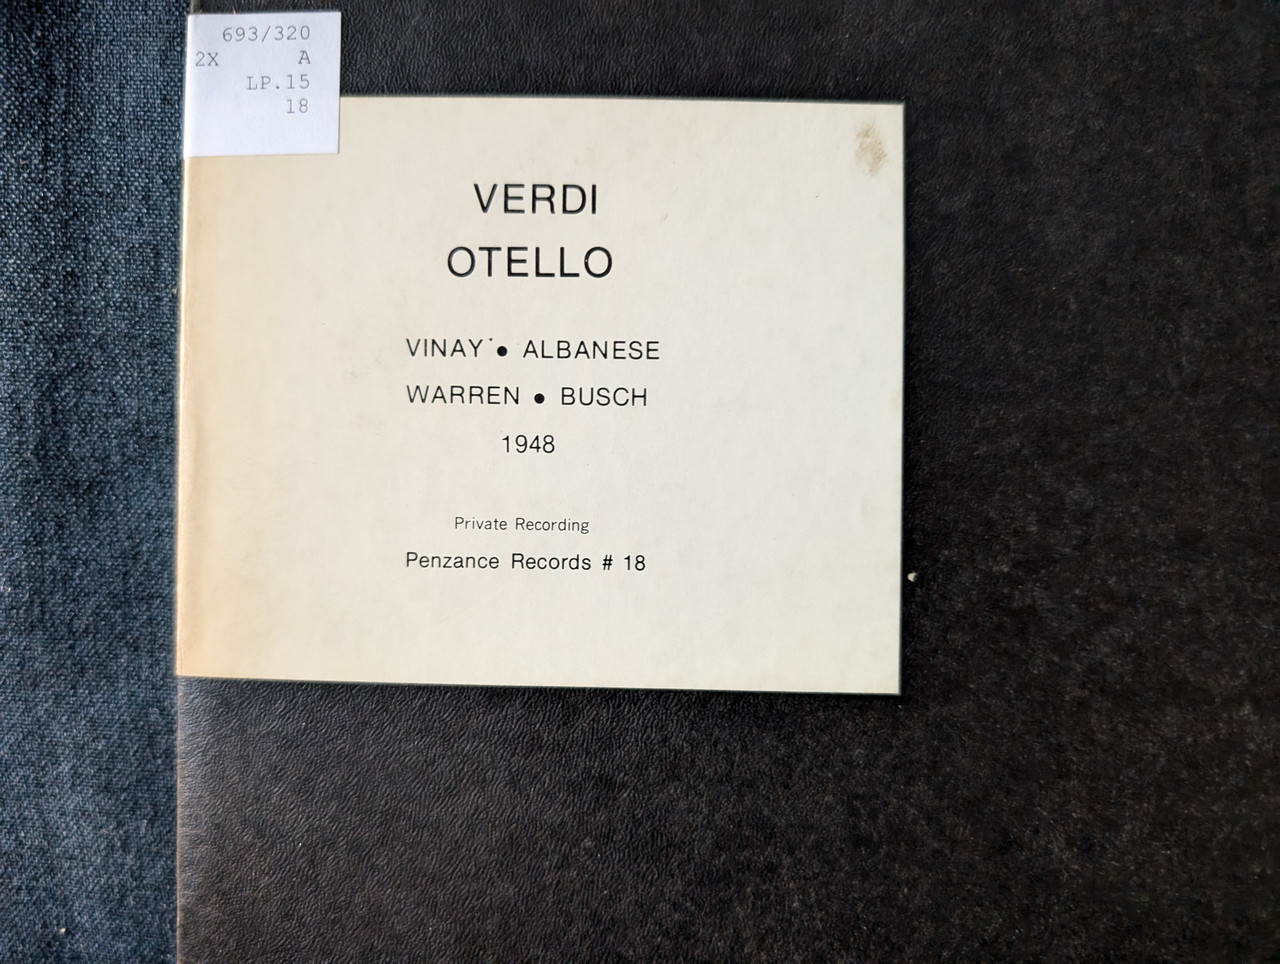 693/320
2X A
LP.15
18
VERDI
OTELLO
VINAY • ALBANESE
WARREN • BUSCH
1948
Private Recording
Penzance Records # 18